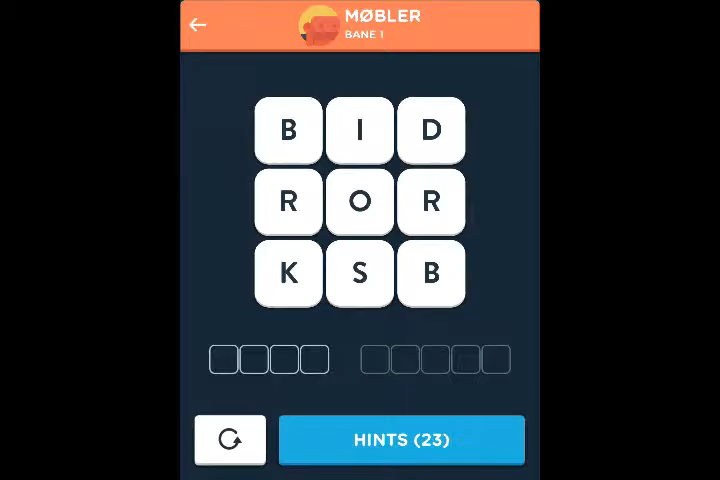 MØBLER
BANE 1
B I D
R O R
K S B
HINTS (23)